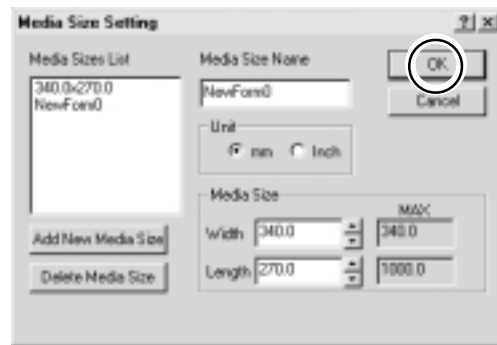 Media Size Setting
Media Sizes List
340.0x270.0
NewForm0
Add New Media Size
Delete Media Size
Media Size Name
NewForm0
Unit
mm Inch
Media Size
MAX
Width 340.0 340.0
Length 270.0 1000.0
OK
Cancel